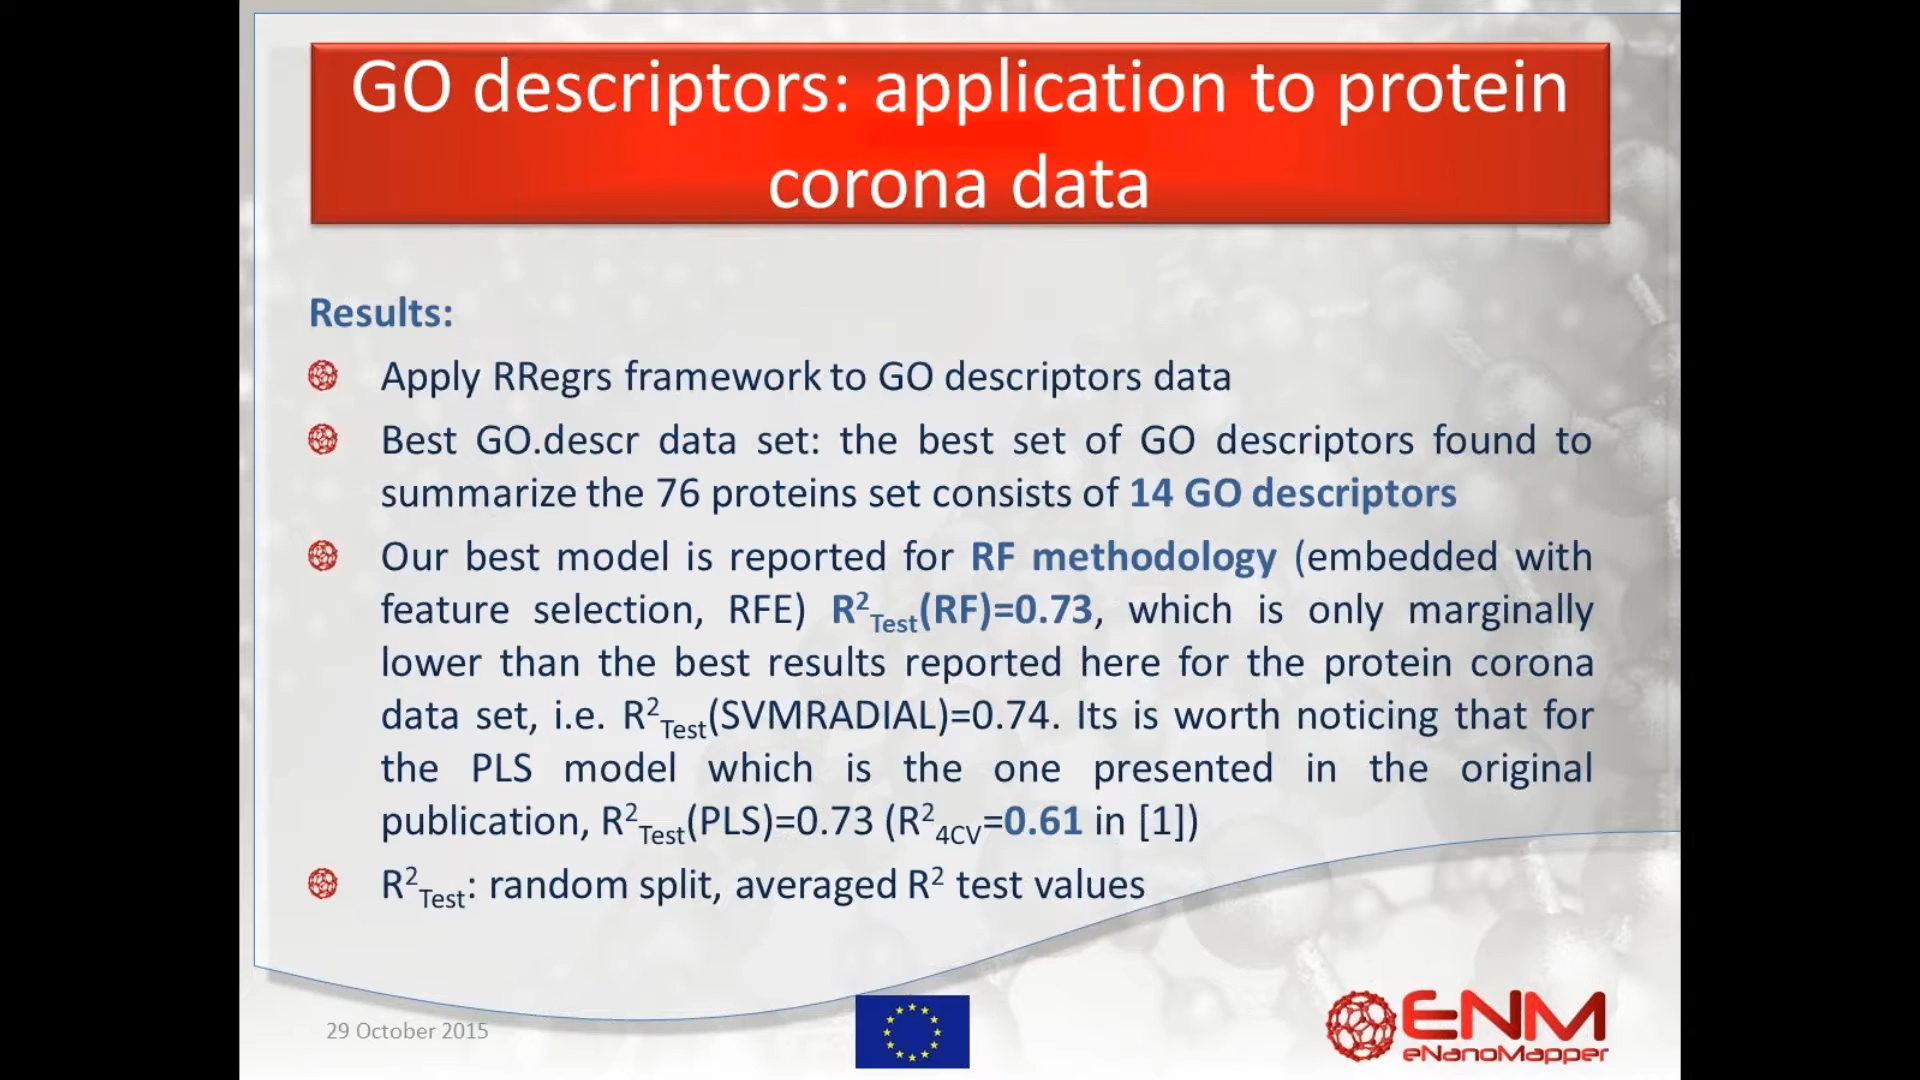 GO descriptors: application to protein
corona data
Results:
Apply RRegrs framework to GO descriptors data
Best GO.descr data set: the best set of GO descriptors found to
summarize the 76 proteins set consists of 14 GO descriptors
Our best model is reported for RF methodology (embedded with
feature selection, RFE) R²Test(RF)=0.73, which is only marginally
lower than the best results reported here for the protein corona
data set, i.e. R²Test(SVMRADIAL)=0.74. Its is worth noticing that for
the PLS model which is the one presented in the original
publication, R²Test(PLS)=0.73 (R²4CV=0.61 in [1])
R²Test: random split, averaged R² test values
29 October 2015
ENM
eNanoMapper